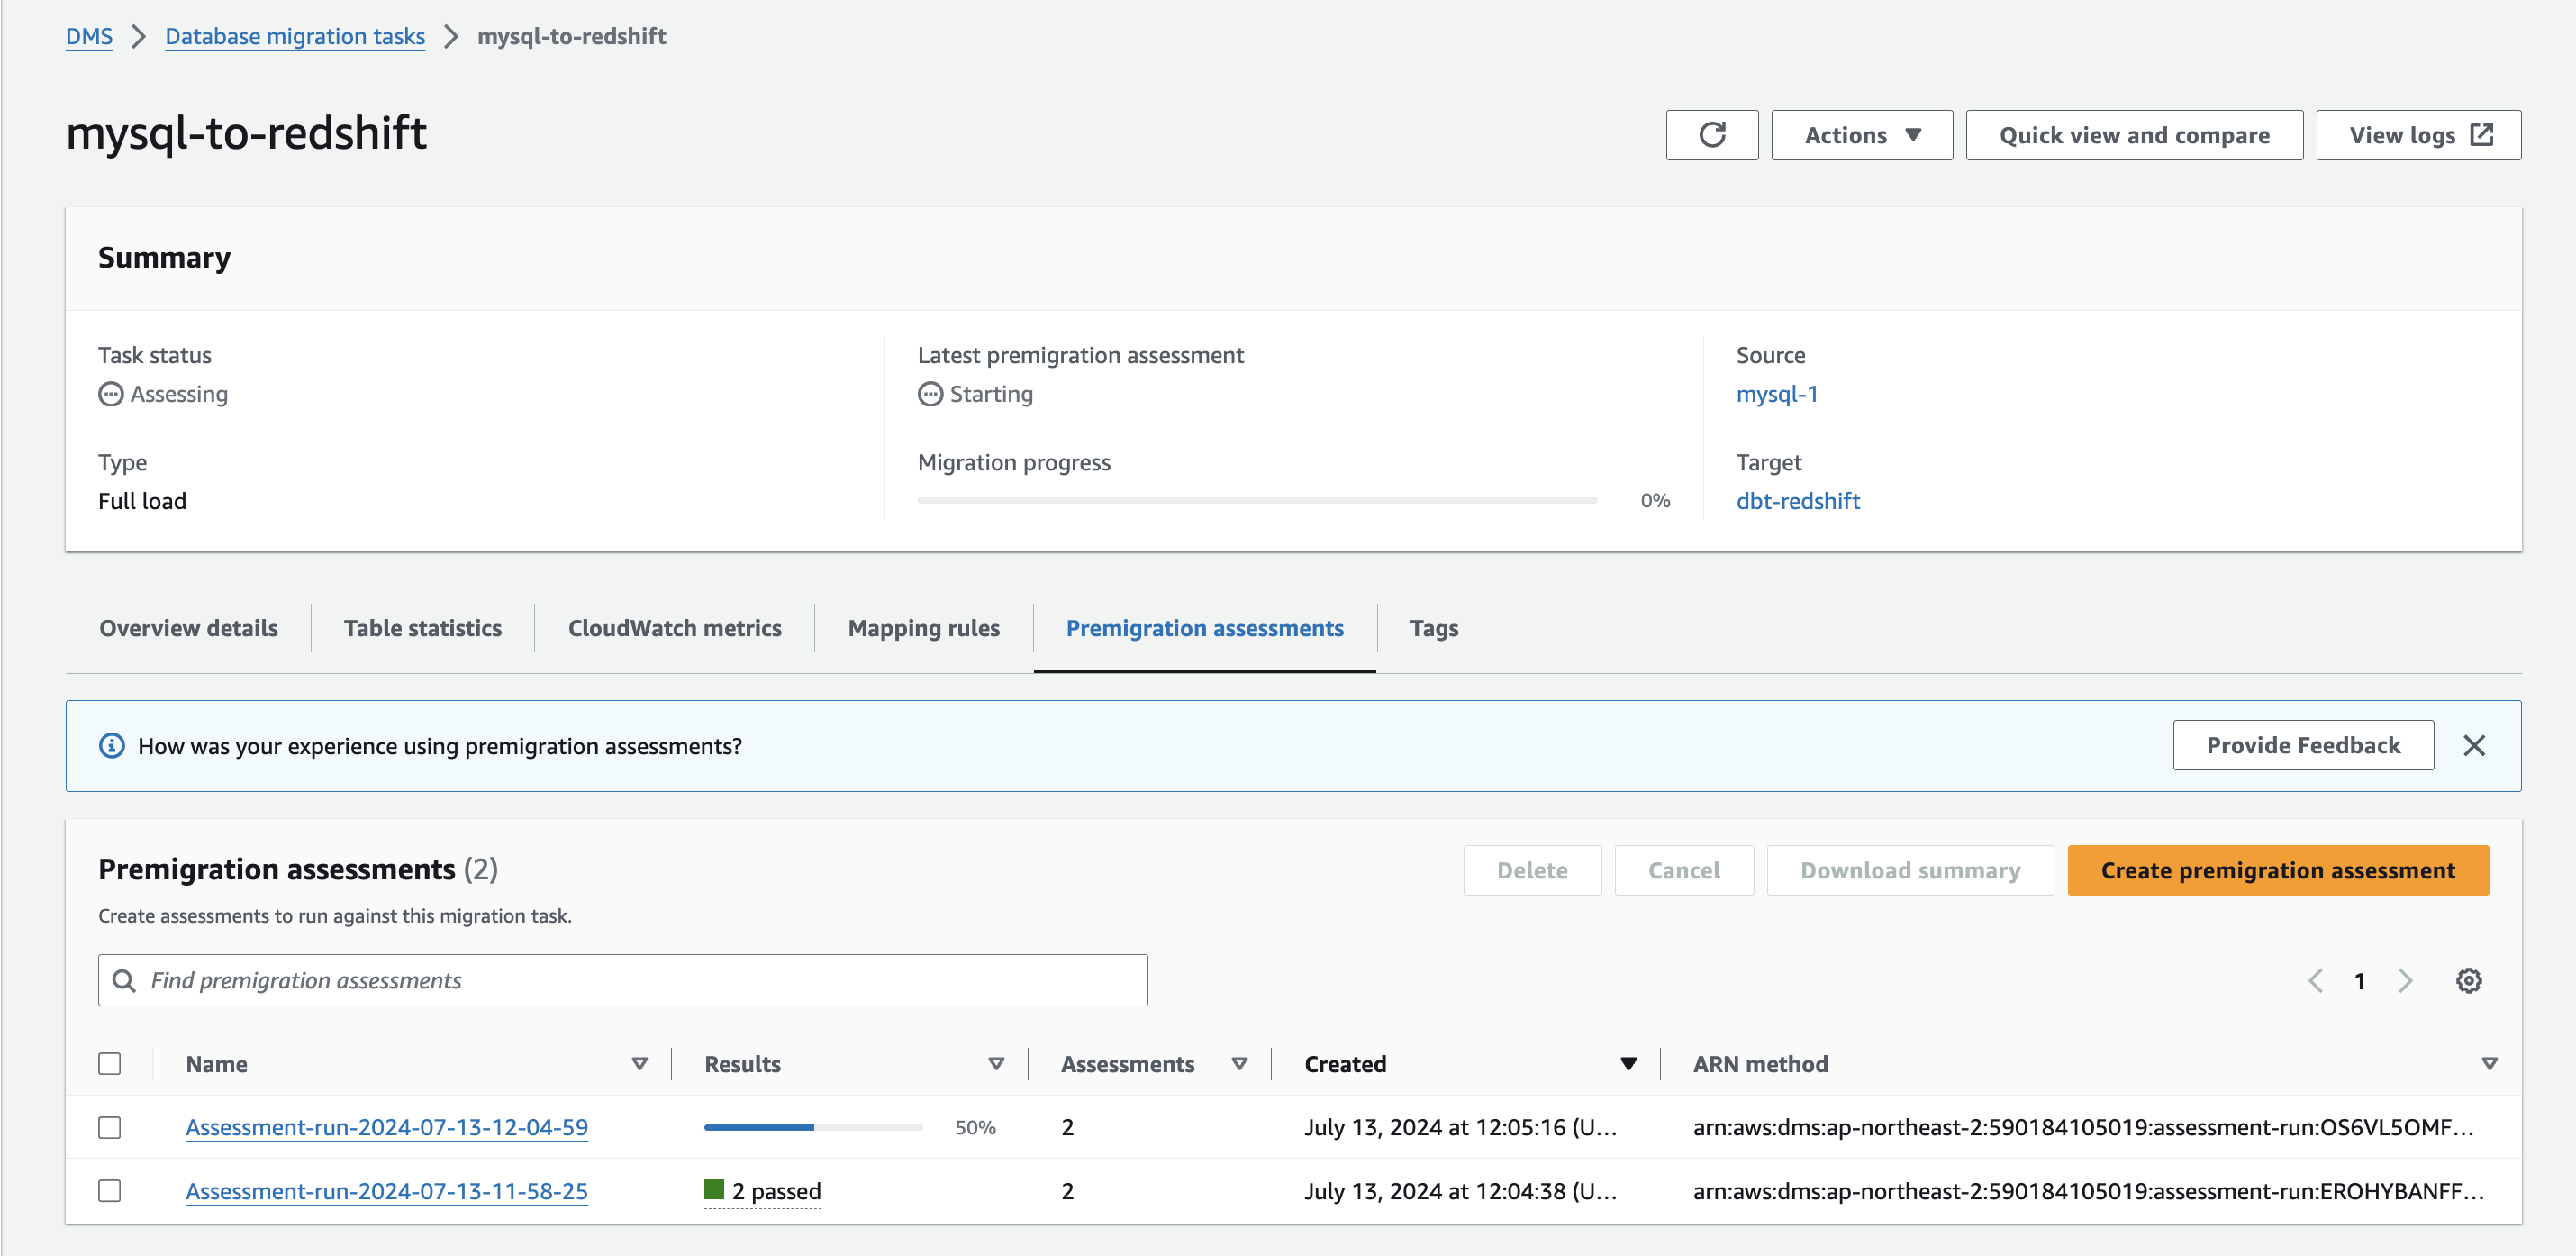 DMS > Database migration tasks > mysql-to-redshift
mysql-to-redshift
Actions
Quick view and compare
View logs
Summary
Task status
Assessing
Latest premigration assessment
Starting
Source
mysql-1
Type
Full load
Migration progress
0%
Target
dbt-redshift
Overview details
Table statistics
CloudWatch metrics
Mapping rules
Premigration assessments
Tags
How was your experience using premigration assessments?
Provide Feedback
Premigration assessments (2)
Create assessments to run against this migration task.
Delete
Cancel
Download summary
Create premigration assessment
Find premigration assessments
1
Name Results Assessments Created ARN method
Assessment-run-2024-07-13-12-04-59 50% 2 July 13, 2024 at 12:05:16 (U... arn:aws:dms:ap-northeast-2:590184105019:assessment-run:OS6VL5OMF...
Assessment-run-2024-07-13-11-58-25 2 passed 2 July 13, 2024 at 12:04:38 (U... arn:aws:dms:ap-northeast-2:590184105019:assessment-run:EROHYBANFF...